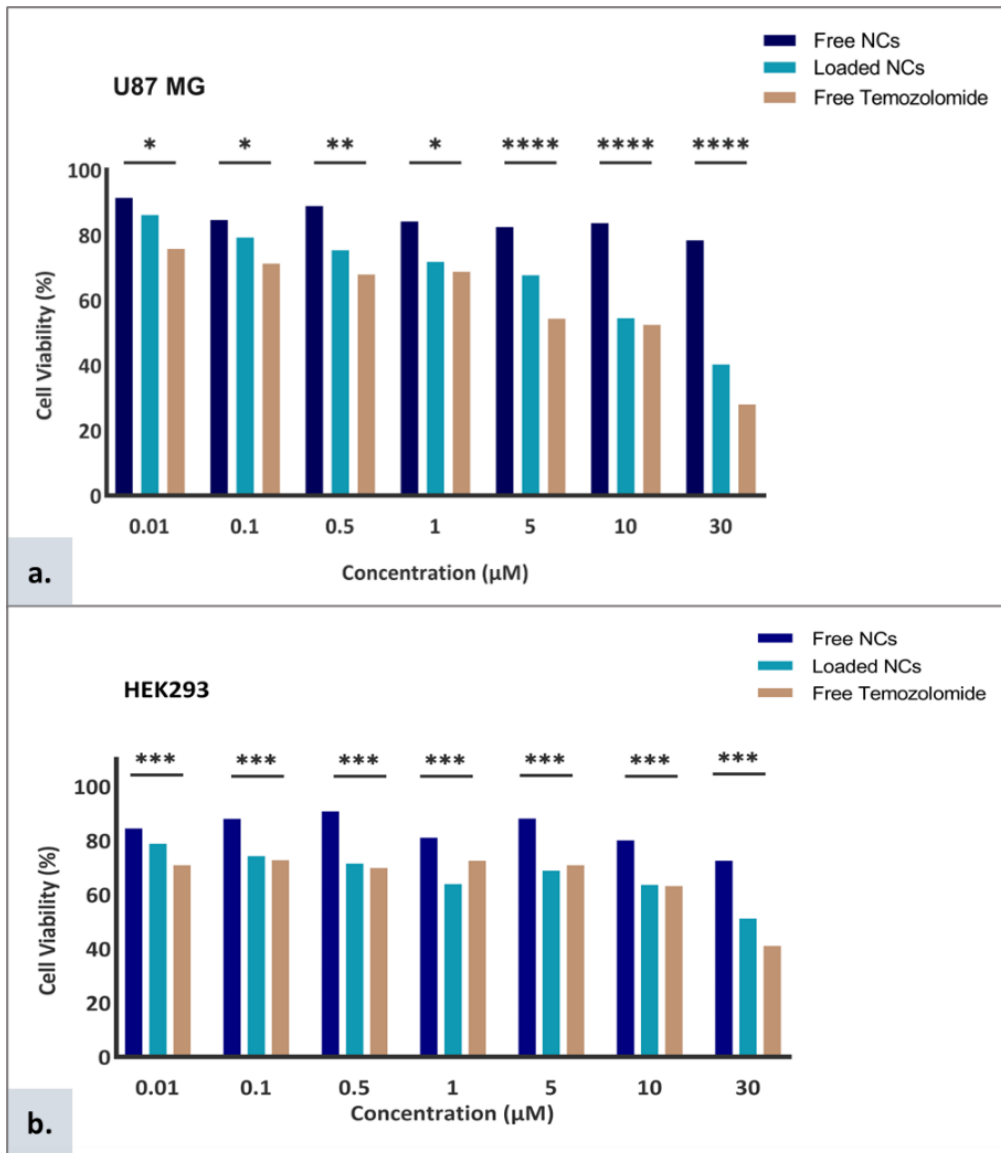 Free NCs
Loaded NCs
Free Temozolomide
U87 MG
* * ** * **** **** ****
100
80
60
40
20
0
Cell Viability (%)
0.01 0.1 0.5 1 5 10 30
Concentration (µM)
a.
Free NCs
Loaded NCs
Free Temozolomide
HEK293
*** *** *** *** *** *** ***
100
80
60
40
20
0
Cell Viability (%)
0.01 0.1 0.5 1 5 10 30
Concentration (µM)
b.